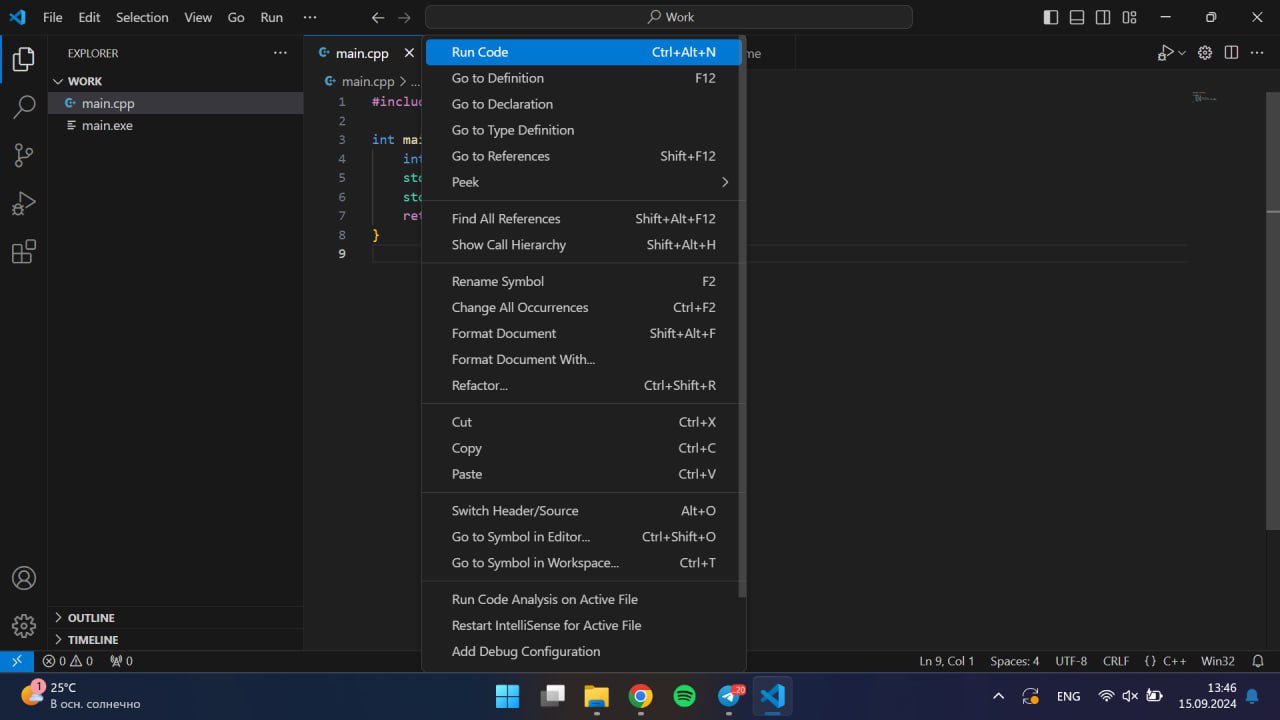 File Edit Selection View Go Run ···
Work
EXPLORER ···
WORK
main.cpp
main.exe
OUTLINE
TIMELINE
main.cpp
main.cpp > ...
1 #inclu
2
3 int mai
4 int
5 std
6 std
7 ret
8 }
9
Run Code Ctrl+Alt+N
Go to Definition F12
Go to Declaration
Go to Type Definition
Go to References Shift+F12
Peek
Find All References Shift+Alt+F12
Show Call Hierarchy Shift+Alt+H
Rename Symbol F2
Change All Occurrences Ctrl+F2
Format Document Shift+Alt+F
Format Document With...
Refactor... Ctrl+Shift+R
Cut Ctrl+X
Copy Ctrl+C
Paste Ctrl+V
Switch Header/Source Alt+O
Go to Symbol in Editor... Ctrl+Shift+O
Go to Symbol in Workspace... Ctrl+T
Run Code Analysis on Active File
Restart IntelliSense for Active File
Add Debug Configuration
0 0 0
Ln 9, Col 1 Spaces: 4 UTF-8 CRLF {} C++ Win32
1
25°C
В осн. солнечно
20
ENG
13:46
15.09.2024